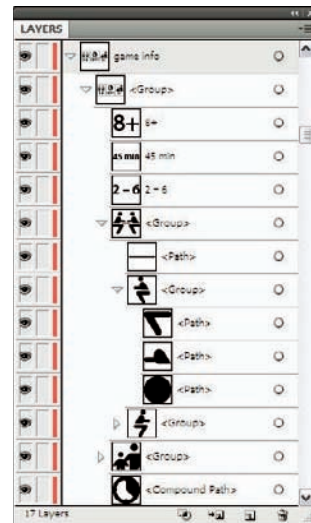 LAYERS
game info
<Group>
8+ 8+
45 min 45 min
2-6 2-6
<Group>
<Path>
<Group>
<Path>
<Path>
<Path>
<Group>
<Group>
<Compound Path>
17 Layers